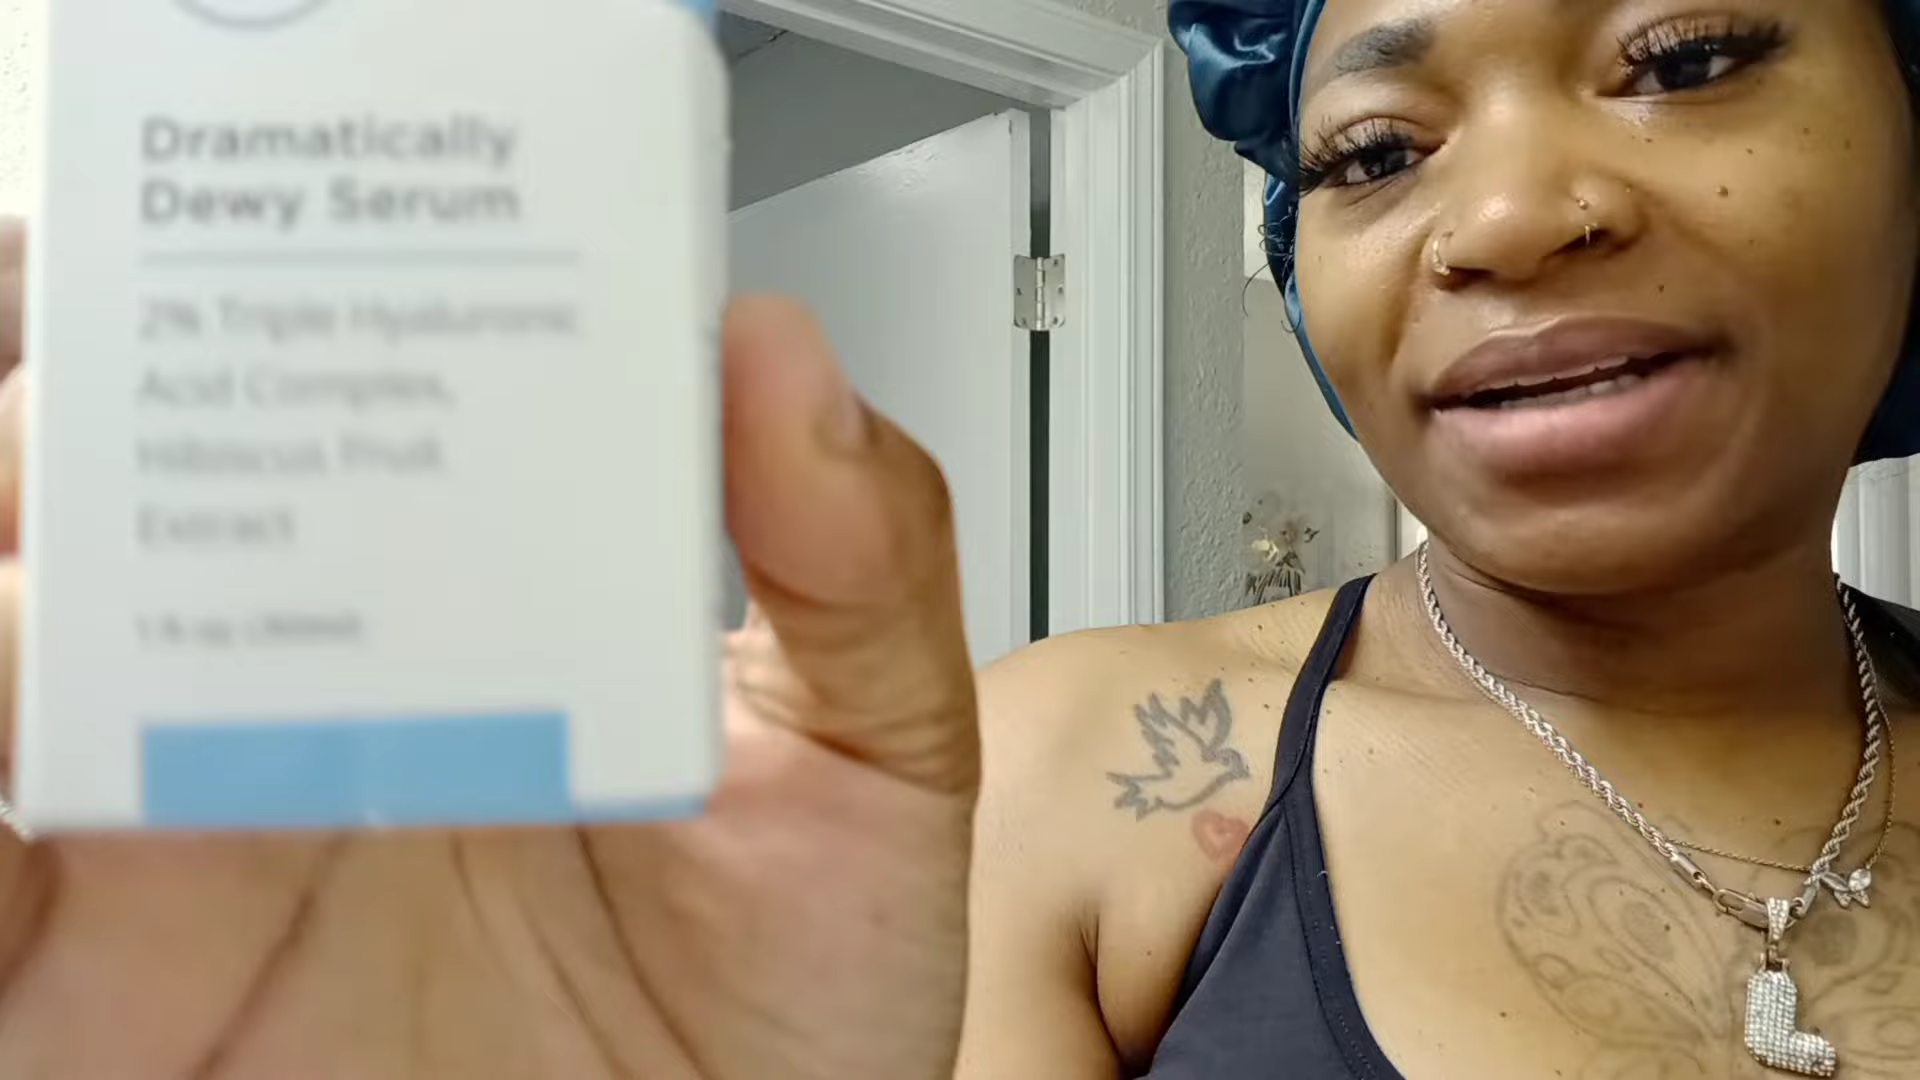 Dramatically
Dewy Serum
2% Triple Hyaluronic
Acid Complex,
Hibiscus Fruit
Extract